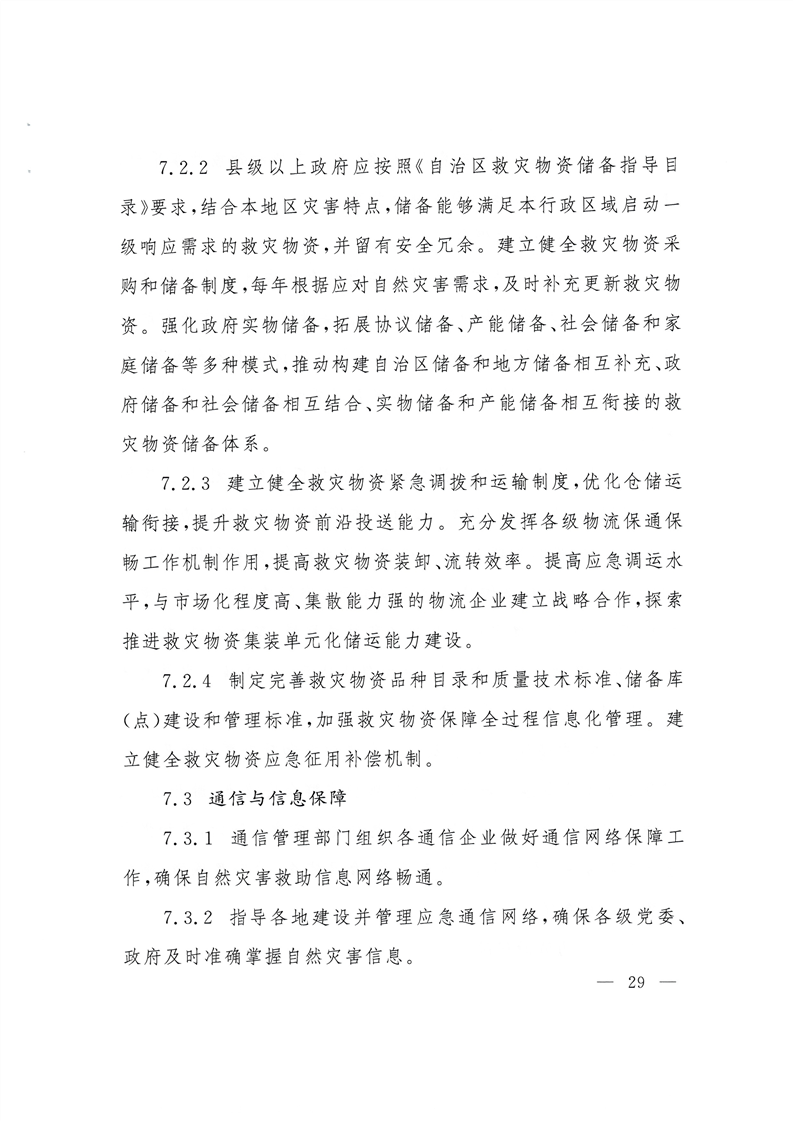 7.2.2 县级以上政府应按照《自治区救灾物资储备指导目
录》要求,结合本地区灾害特点,储备能够满足本行政区域启动一
级响应需求的救灾物资,并留有安全冗余。建立健全救灾物资采
购和储备制度,每年根据应对自然灾害需求,及时补充更新救灾物
资。强化政府实物储备,拓展协议储备、产能储备、社会储备和家
庭储备等多种模式,推动构建自治区储备和地方储备相互补充、政
府储备和社会储备相互结合、实物储备和产能储备相互衔接的救
灾物资储备体系。
7.2.3 建立健全救灾物资紧急调拨和运输制度,优化仓储运
输衔接,提升救灾物资前沿投送能力。充分发挥各级物流保通保
畅工作机制作用,提高救灾物资装卸、流转效率。提高应急调运水
平,与市场化程度高、集散能力强的物流企业建立战略合作,探索
推进救灾物资集装单元化储运能力建设。
7.2.4 制定完善救灾物资品种目录和质量技术标准、储备库
(点)建设和管理标准,加强救灾物资保障全过程信息化管理。建
立健全救灾物资应急征用补偿机制。
7.3 通信与信息保障
7.3.1 通信管理部门组织各通信企业做好通信网络保障工
作,确保自然灾害救助信息网络畅通。
7.3.2 指导各地建设并管理应急通信网络,确保各级党委、
政府及时准确掌握自然灾害信息。
— 29 —